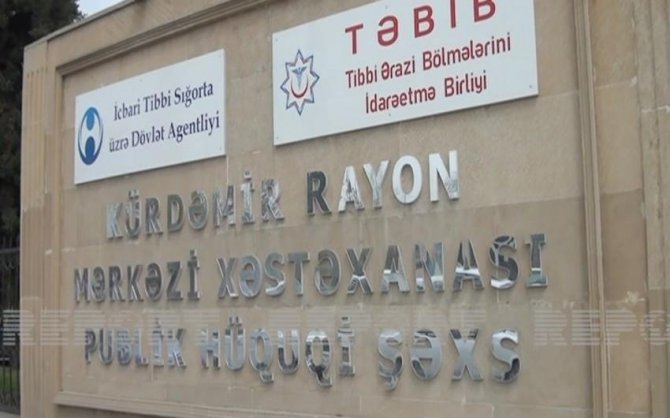 İcbari Tibbi Sığorta
üzrə Dövlət Agentliyi
TƏBİB
Tibbi Ərazi Bölmələrini
İdarəetmə Birliyi
KÜRDƏMİR RAYON
MƏRKƏZİ XƏSTƏXANASI
PUBLİK HÜQUQİ ŞƏXS